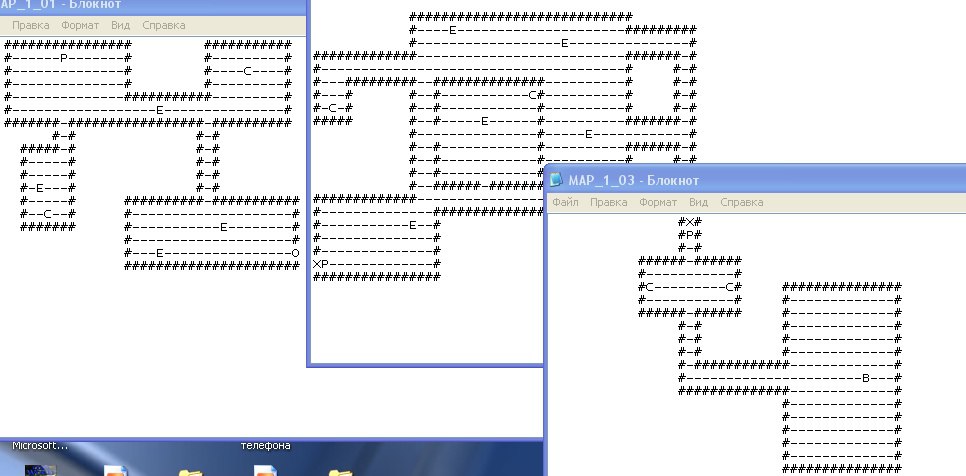 AP_1_01 - Блокнот
Правка Формат Вид Справка
################         ###########
#------P-------#         #---------#
#--------------#         #----C----#
#--------------#         #---------#
#--------------###########---------#
#------------------E---------------#
#######-#################-##########
      #-#               #-#
  #####-#               #-#
  #-----#               #-#
  #-----#               #-#
  #-E---#               #-#
  #-----#      ##########-###########
  #--C--#      #--------------------#
  #######      #-----------E--------#
               #--------------------#
               #---E----------------O
               ######################
            ###########################
            #----E--------------------#########
            #------------------E--------------#
#############-------------------------#######-#
#-------------------------------------#     #-#
#---#########--##############---------#     #-#
#---#       #--#-----------C#---------#     #-#
#-C-#       #--#------------#---------#     #-#
#####       #--#-----E------#---------#######-#
            #--#------------#-----E-----------#
            #--#------------#---------#######-#
            #--#------------#---------#     #-#
            #--#------------#
            #--######-#######
#############--#-------------
#--------------##############
#-----------E--#
#--------------#
#--------------#
XP-------------#
################
MAP_1_03 - Блокнот
Файл Правка Формат Вид Справка
     #X#
     #P#
     #-#
######-######
#-----------#
#C---------C#     ###############
#-----------#     #-------------#
######-######     #-------------#
     #-#          #-------------#
     #-#          #-------------#
     #-#          #-------------#
     #-############-------------#
     #----------------------B---#
     ##############-------------#
                  #-------------#
                  #-------------#
                  #-------------#
                  #-------------#
                  #-------------#
                  ###############
Microsoft...
телефона